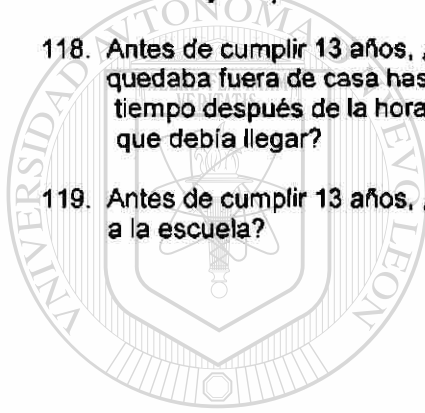 118. Antes de cumplir 13 años, ¿
quedaba fuera de casa has
tiempo después de la hora
que debía llegar?
119. Antes de cumplir 13 años, ¿
a la escuela?